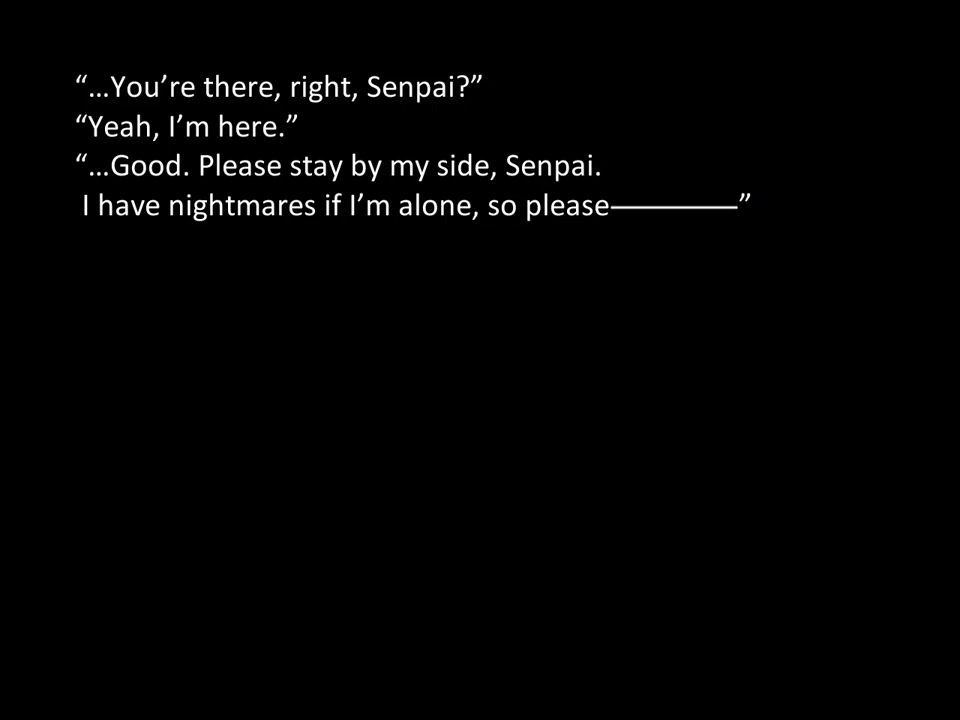 “…You’re there, right, Senpai?”
“Yeah, I’m here.”
“…Good. Please stay by my side, Senpai.
I have nightmares if I’m alone, so please————”